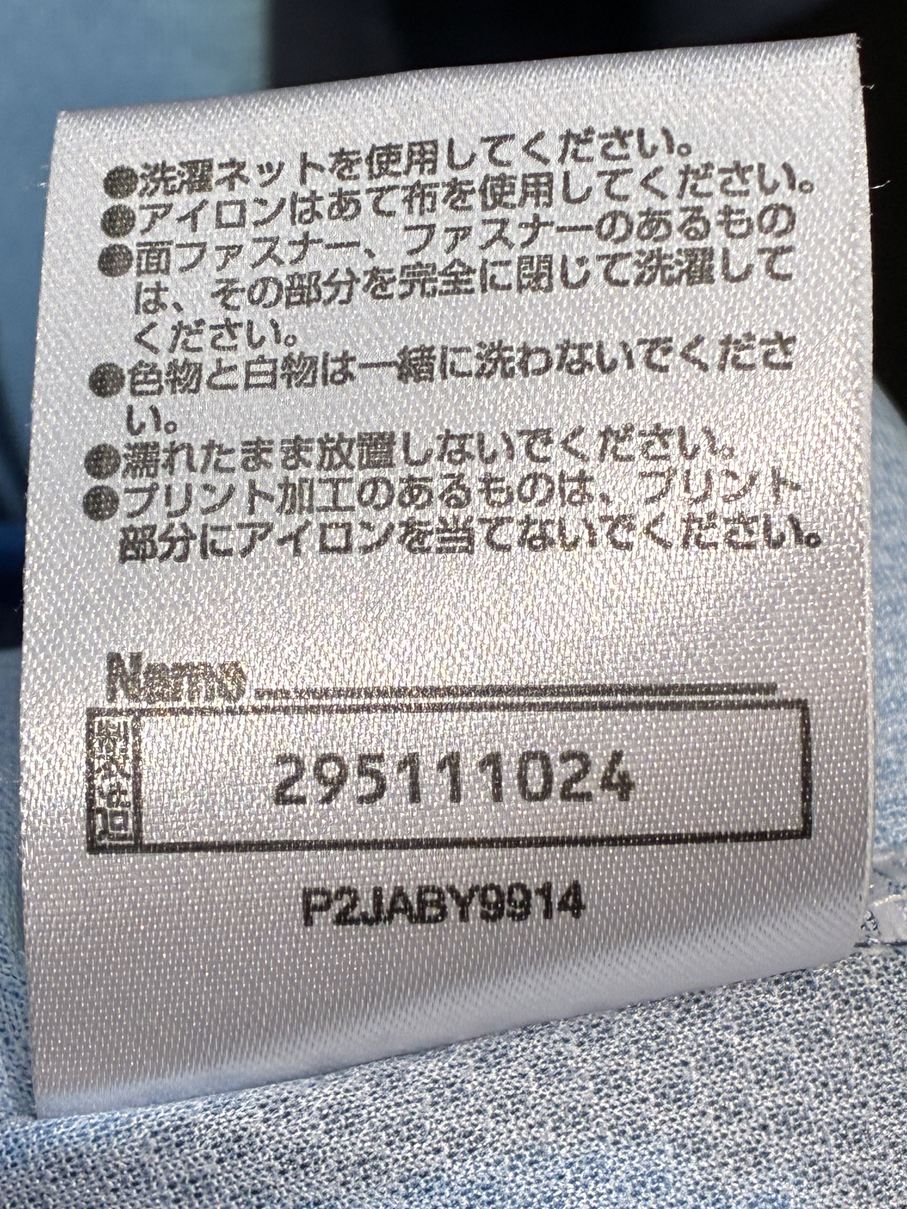 ●洗濯ネットを使用してください。
●アイロンはあて布を使用してください。
●面ファスナー、ファスナーのあるもの
は、その部分を完全に閉じて洗濯して
ください。
●色物と白物は一緒に洗わないでくださ
い。
●濡れたまま放置しないでください。
●プリント加工のあるものは、プリント
部分にアイロンを当てないでください。
Name
295111024
P2JABY9914